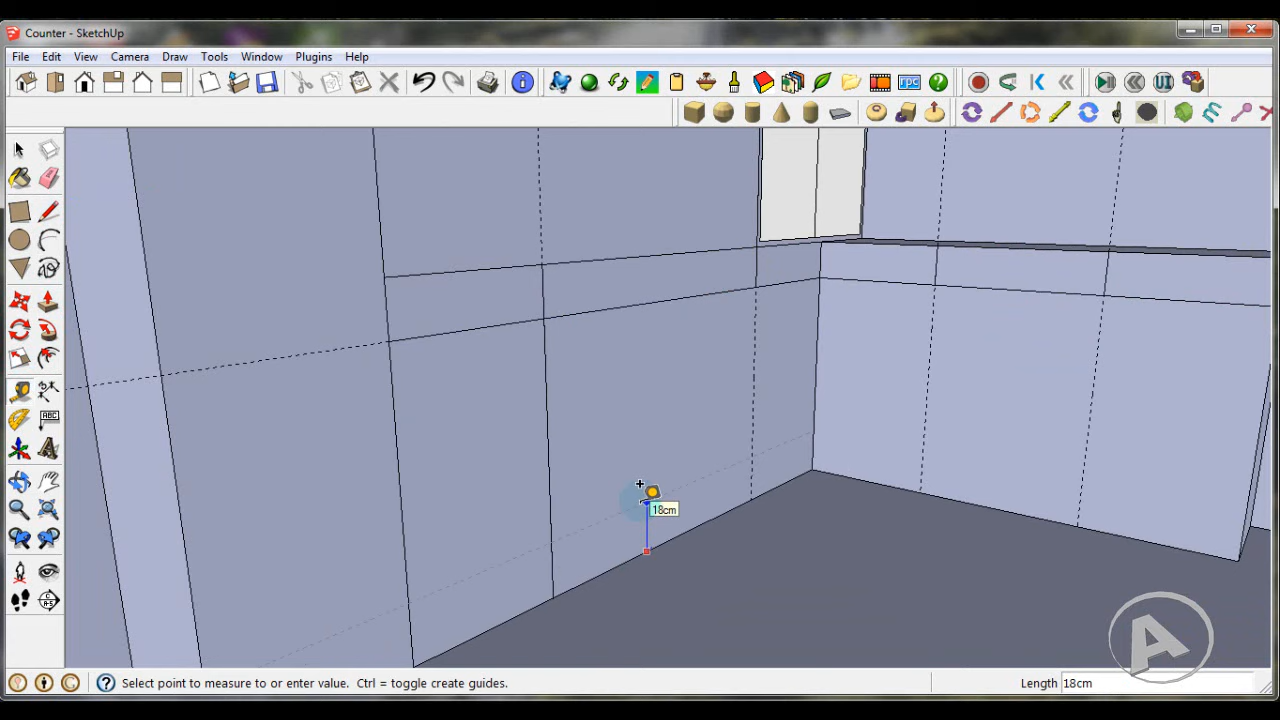 Counter - SketchUp
File Edit View Camera Draw Tools Window Plugins Help
ABC
18cm
Select point to measure to or enter value. Ctrl = toggle create guides.
Length 18cm
A